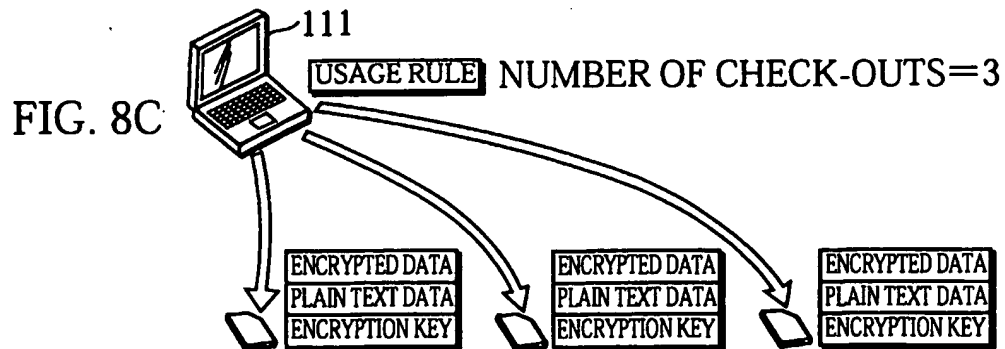 111
USAGE RULE NUMBER OF CHECK-OUTS=3
FIG. 8C
ENCRYPTED DATA ENCRYPTED DATA ENCRYPTED DATA
PLAIN TEXT DATA PLAIN TEXT DATA PLAIN TEXT DATA
ENCRYPTION KEY ENCRYPTION KEY ENCRYPTION KEY